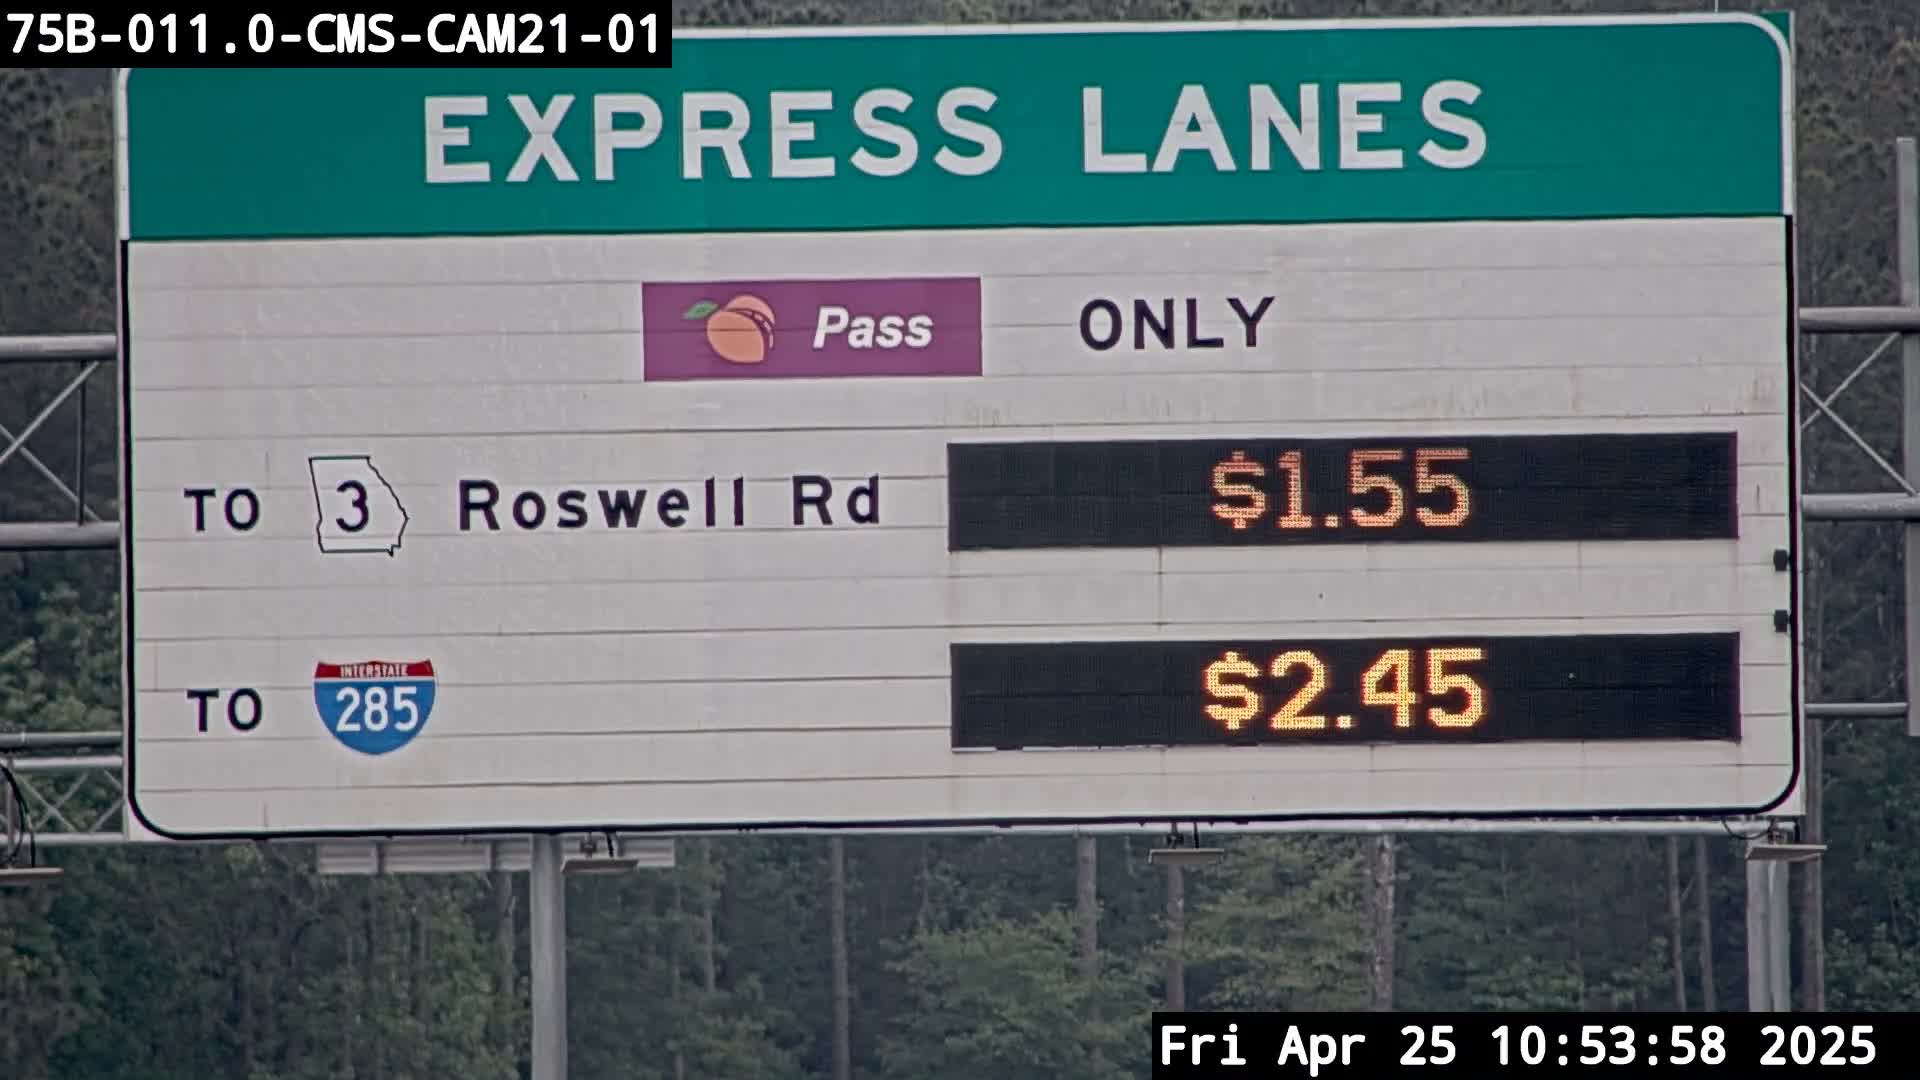 75B-011.0-CMS-CAM21-01
EXPRESS LANES
Pass ONLY
TO 3 Roswell Rd $1.55
INTERSTATE
TO 285 $2.45
Fri Apr 25 10:53:58 2025